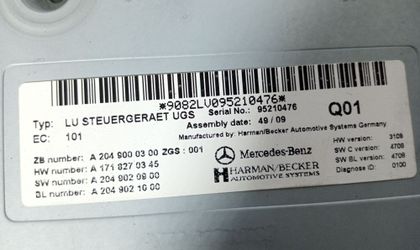 *9082LV095210476*
Typ: LU STEUERGERAET UGS
Serial No.: 95210476
Q01
EC: 101
Assembly date: 49/09
Manufactured by: Harman/Becker Automotive Systems Germany
ZB number: A 204 900 03 00 ZGS : 001
HW number: A 171 827 03 45
SW number: A 204 902 09 00
BL number: A 204 902 10 00
Mercedes-Benz
HARMAN/BECKER
AUTOMOTIVE SYSTEMS
HW version: 3109
SW C version: 4708
SW BL version: 4708
Diagnose ID: 0100